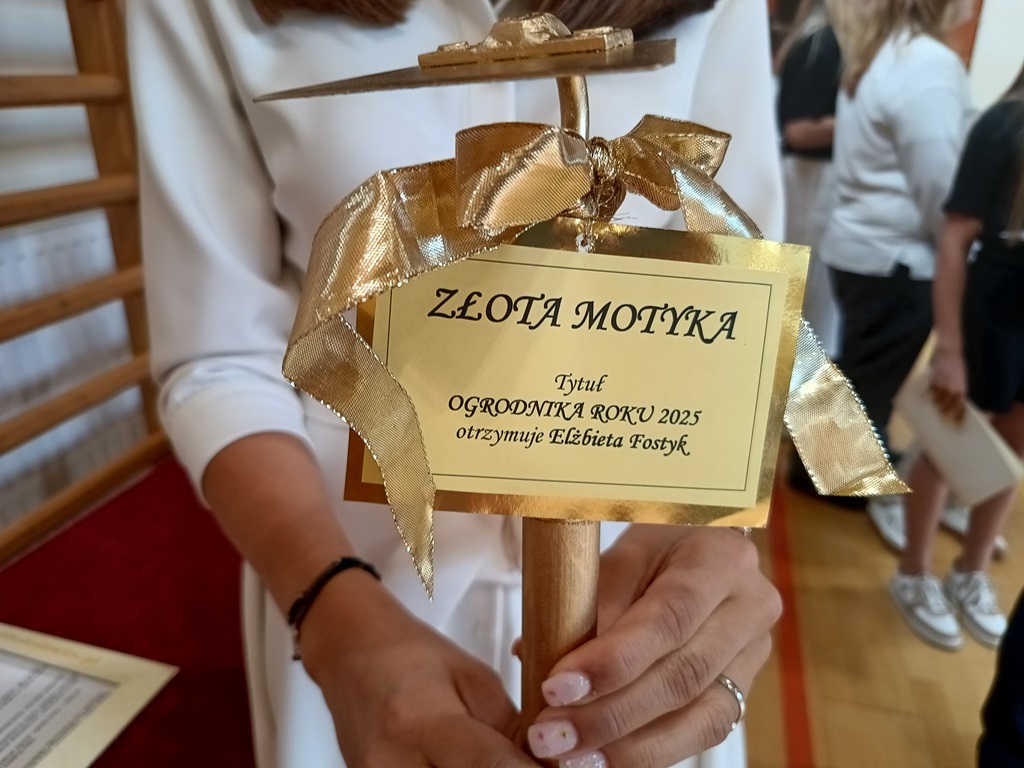 ZŁOTA MOTYKA
Tytuł
OGRODNIKA ROKU 2025
otrzymuje Elżbieta Fostyk